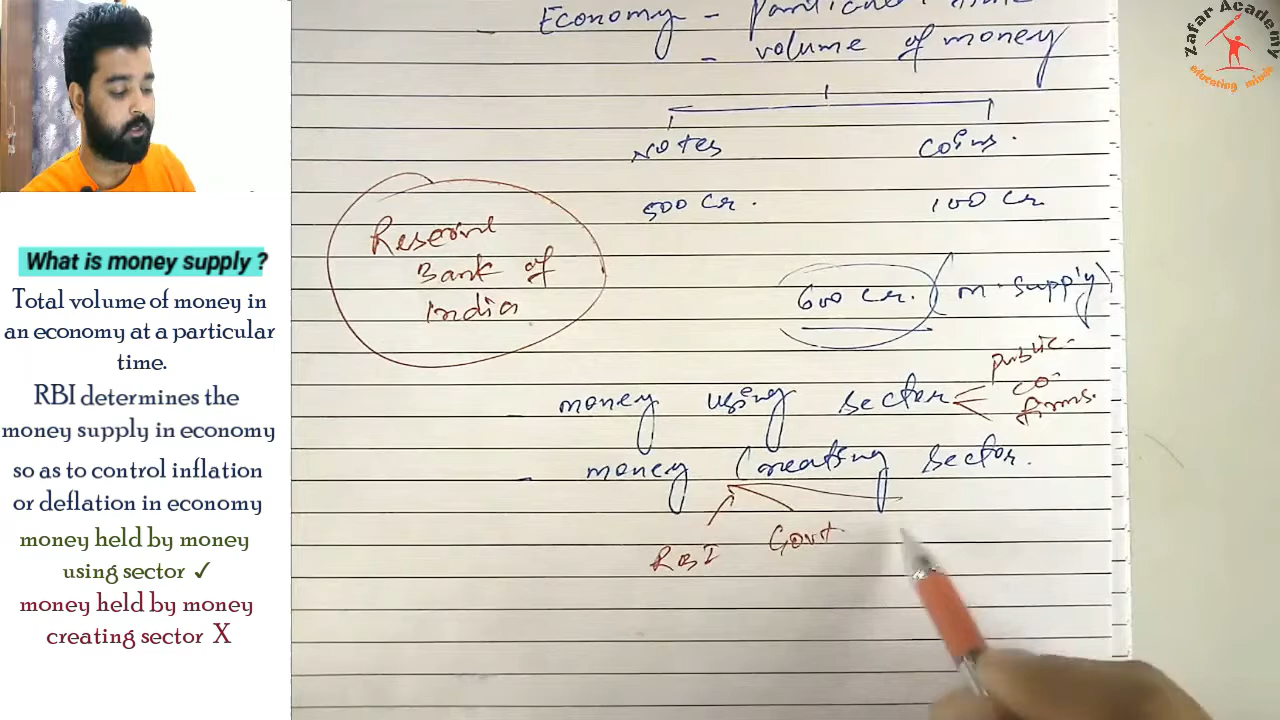 What is money supply ?
Total volume of money in
an economy at a particular
time.
RBI determines the
money supply in economy
so as to control inflation
or deflation in economy
money held by money
using sector ✓
money held by money
creating sector X
Economy -
- volume of money
Notes
Coins.
500 Cr.
100 Cr
Reserve
Bank of
India
600 Cr. (m. supply)
- money using sector
public
co.
firms.
- money creating sector.
RBI
Govt
Zafar Academy
educating minds